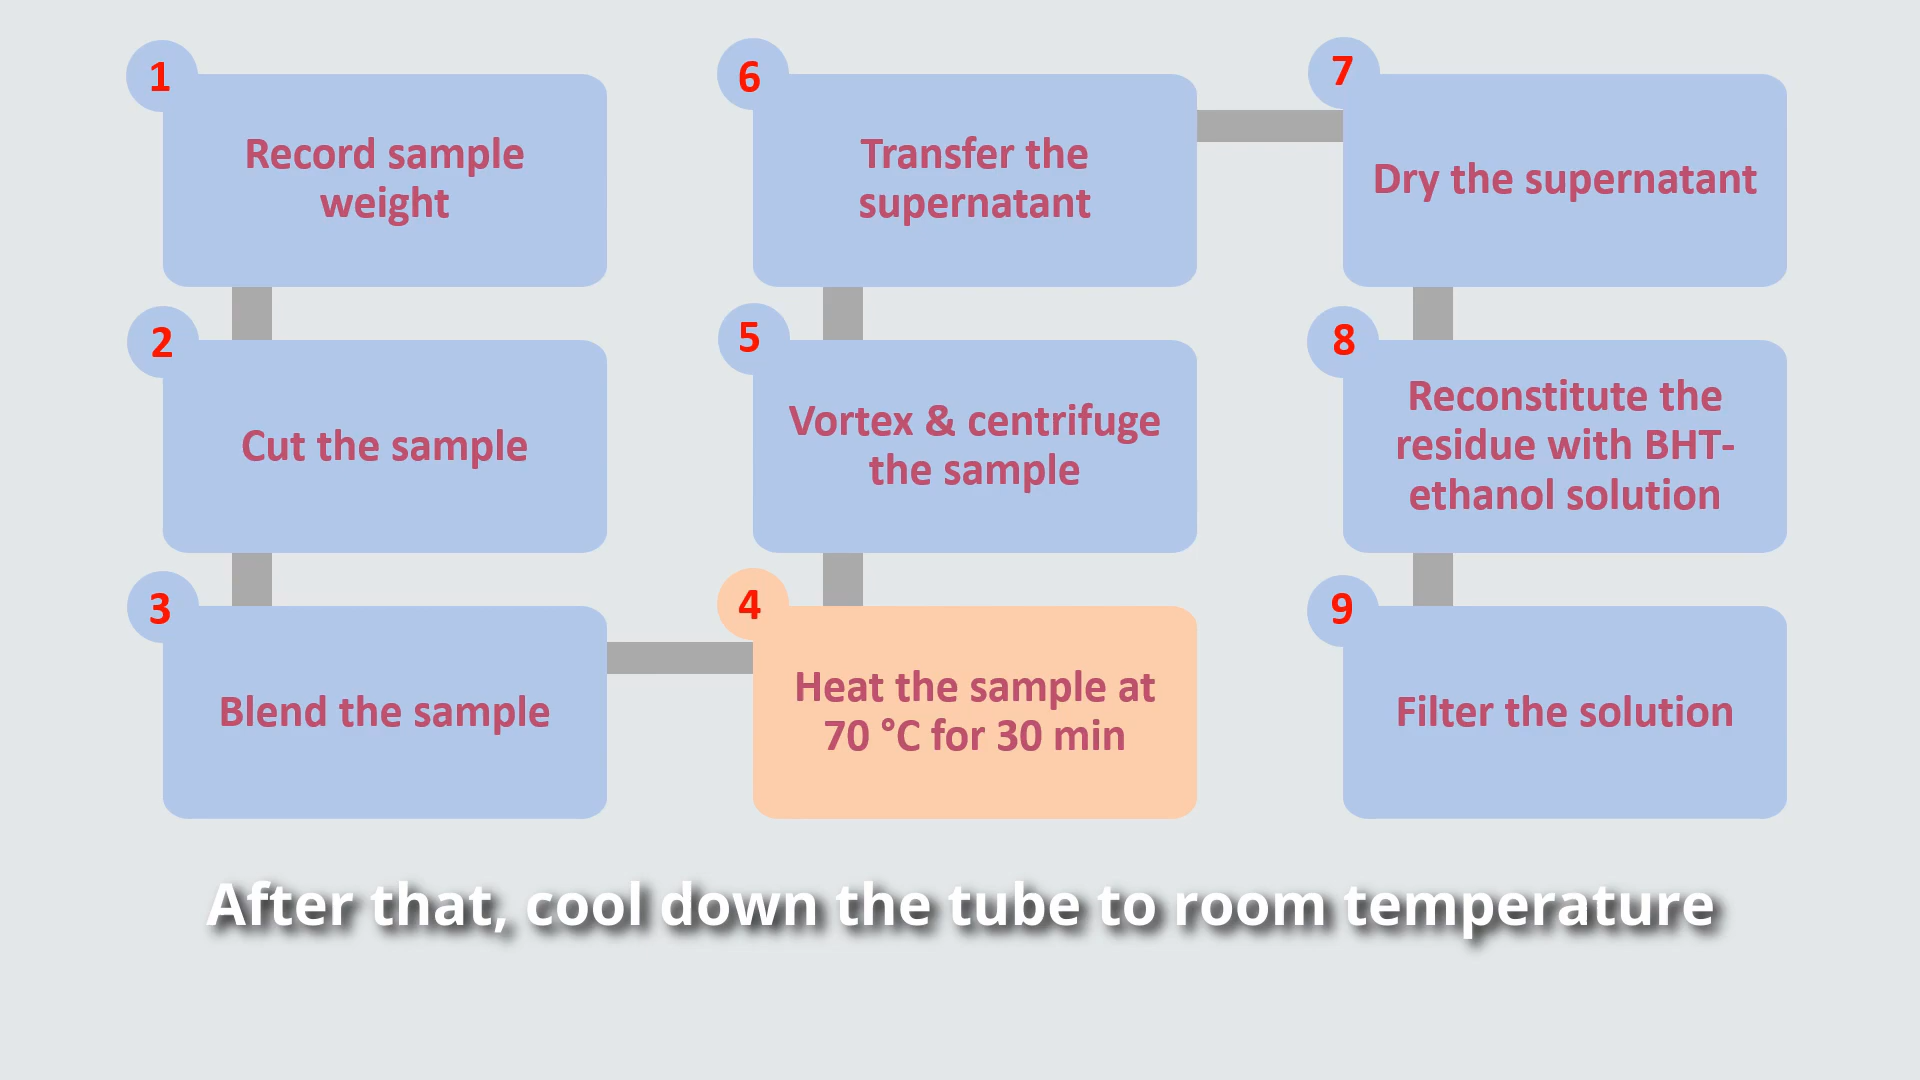 1
Record sample
weight
2
Cut the sample
3
Blend the sample
4
Heat the sample at
70 °C for 30 min
5
Vortex & centrifuge
the sample
6
Transfer the
supernatant
7
Dry the supernatant
8
Reconstitute the
residue with BHT-
ethanol solution
9
Filter the solution
After that, cool down the tube to room temperature